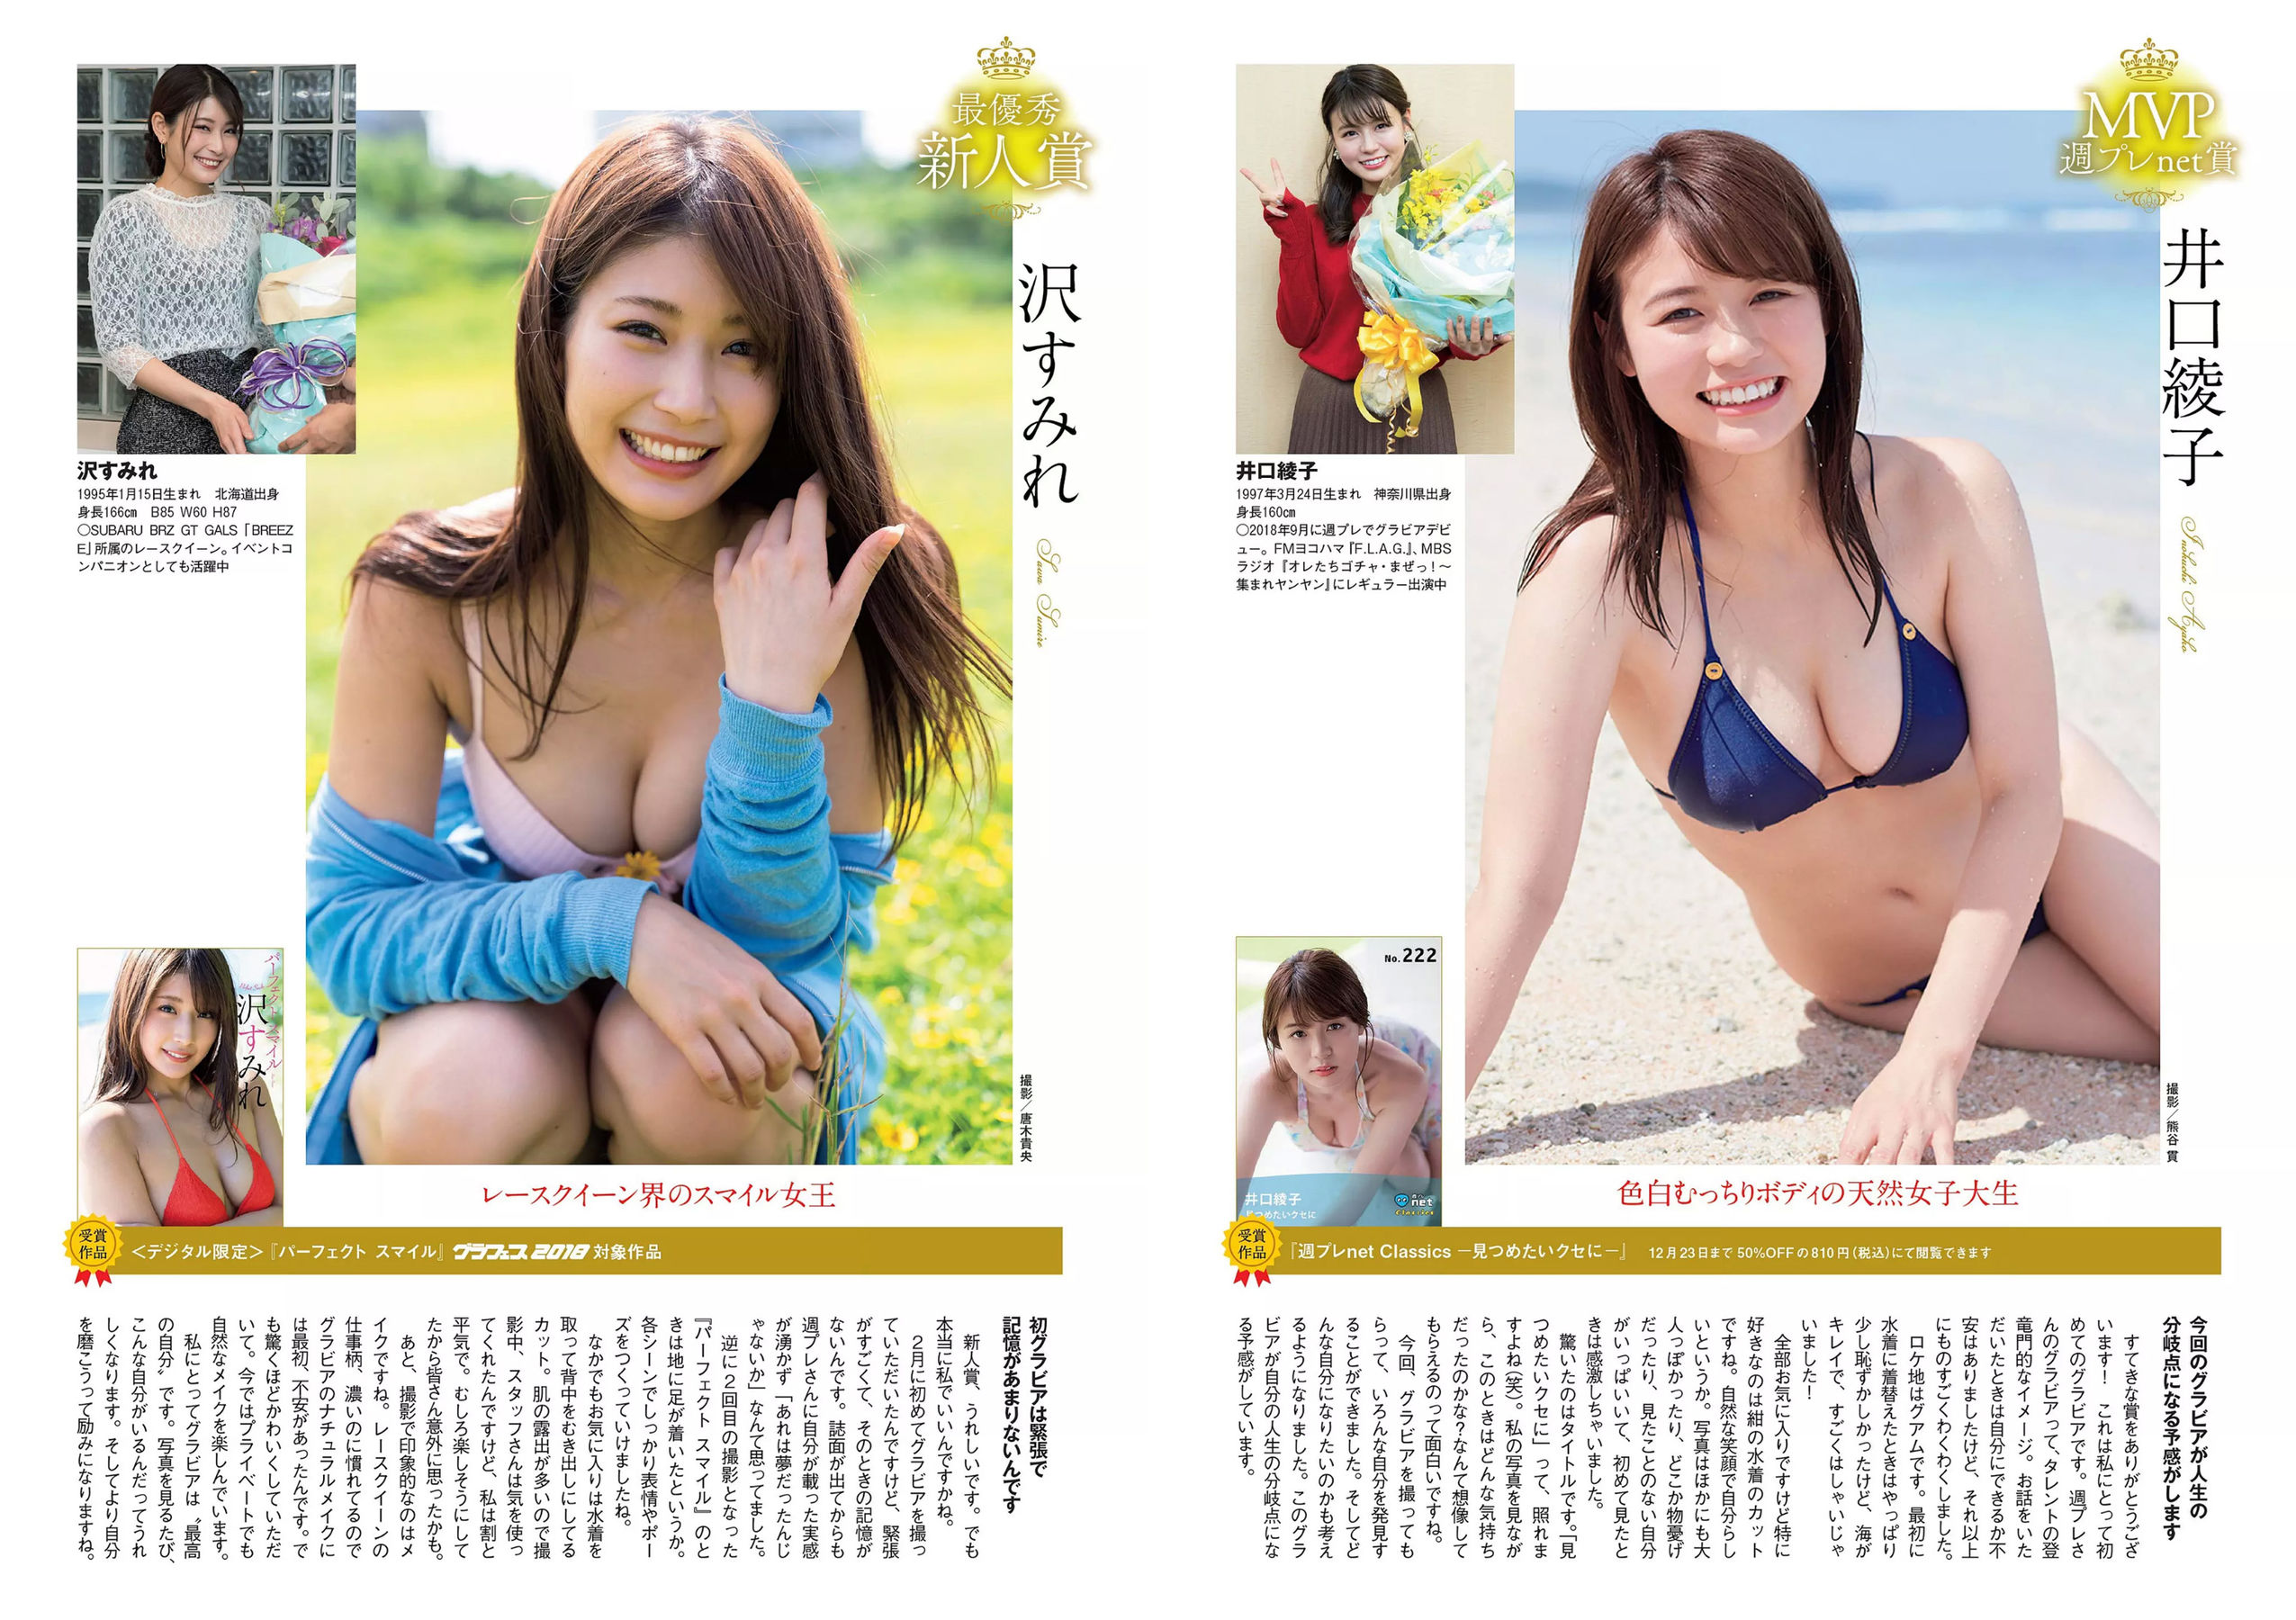 MVP
週プレnet賞
井口綾子
Inokuchi Ayako
井口綾子
1997年3月24日生まれ　神奈川県出身
身長160㎝
○2018年9月に週プレでグラビアデビ
ュー。FMヨコハマ『F.L.A.G.』、MBS
ラジオ『オレたちゴチャ・まぜっ！～
集まれヤンヤン』にレギュラー出演中
No.222
井口綾子
見つめたいクセに
net
Classics
撮影／熊谷 貫
色白むっちりボディの天然女子大生
受賞
作品
『週プレnet Classics －見つめたいクセに－』　12月23日まで50%OFFの810円（税込）にて閲覧できます
今回のグラビアが人生の
分岐点になる予感がします
すてきな賞をありがとうござ
います！　これは私にとって初
めてのグラビアです。週プレさ
んのグラビアって、タレントの登
竜門的なイメージ。お話をいた
だいたときは自分にできるか不
安はありましたけど、それ以上
にものすごくわくわくしました。
ロケ地はグアムです。最初に
水着に着替えたときはやっぱり
少し恥ずかしかったけど、海が
キレイで、すごくはしゃいじゃ
いました！
全部お気に入りですけど特に
好きなのは紺の水着のカット
ですね。自然な笑顔で自分らし
いというか。写真はほかにも大
人っぽかったり、どこか物憂げ
だったり、見たことのない自分
がいっぱいいて、初めて見たと
きは感激しちゃいました。
驚いたのはタイトルです。「見
つめたいクセに」って、照れま
すよね（笑）。私の写真を見なが
ら、このときはどんな気持ち
だったのかな？なんて想像して
もらえるのって面白いですね。
今回、グラビアを撮っても
らって、いろんな自分を発見す
ることができました。そしてど
んな自分になりたいのかも考え
るようになりました。このグラ
ビアが自分の人生の分岐点にな
る予感がしています。
最優秀
新人賞
沢すみれ
Sawa Sumire
沢すみれ
1995年1月15日生まれ　北海道出身
身長166㎝　B85 W60 H87
○SUBARU BRZ GT GALS「BREEZ
E」所属のレースクイーン。イベントコ
ンパニオンとしても活躍中
パーフェクトスマイル
沢すみれ
撮影／唐木貴央
レースクイーン界のスマイル女王
受賞
作品
＜デジタル限定＞『パーフェクト スマイル』 グラフェス2018 対象作品
初グラビアは緊張で
記憶があまりないんです
新人賞、うれしいです。でも
本当に私でいいんですかね。
２月に初めてグラビアを撮っ
ていただいたんですけど、緊張
がすごくて、そのときの記憶が
ないんです。誌面が出てからも
週プレさんに自分が載った実感
が湧かず「あれは夢だったんじ
ゃないか」なんて思ってました。
逆に２回目の撮影となった
『パーフェクト スマイル』のと
きは地に足が着いたというか。
各シーンでしっかり表情やポー
ズをつくっていけましたね。
なかでもお気に入りは水着を
取って背中をむき出しにしてる
カット。肌の露出が多いので撮
影中、スタッフさんは気を使っ
てくれたんですけど、私は割と
平気で。むしろ楽しそうにして
たから皆さん意外に思ったかも。
あと、撮影で印象的なのはメ
イクですね。レースクイーンの
仕事柄、濃いのに慣れてるので
グラビアのナチュラルメイクに
は最初、不安があったんです。で
も驚くほどかわいくしていただ
いて。今ではプライベートでも
自然なメイクを楽しんでいます。
私にとってグラビアは〝最高
の自分〟です。写真を見るたび、
こんな自分がいるんだってうれ
しくなります。そしてより自分
を磨こうって励みになりますね。